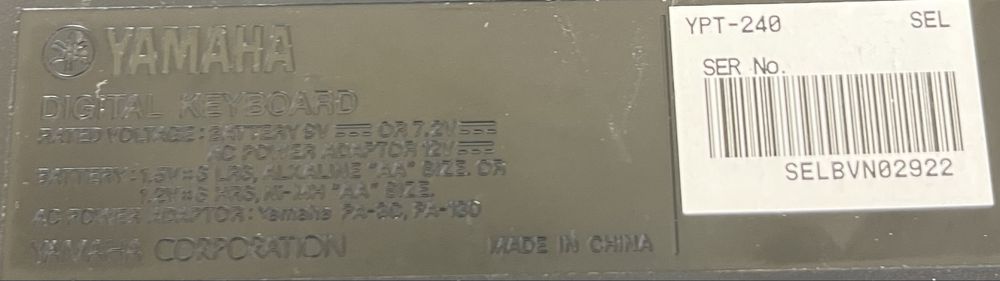 YAMAHA
DIGITAL KEYBOARD
RATED VOLTAGE : BATTERY 9V OR 7.2V
AC POWER ADAPTOR 12V
BATTERY : 1.5V×6 LR6, ALKALINE "AA" SIZE. OR
1.2V×6 HR6, Ni-MH "AA" SIZE.
AC POWER ADAPTOR : Yamaha PA-3C, PA-130
YAMAHA CORPORATION
MADE IN CHINA
YPT-240 SEL
SER No.
SELBVN02922